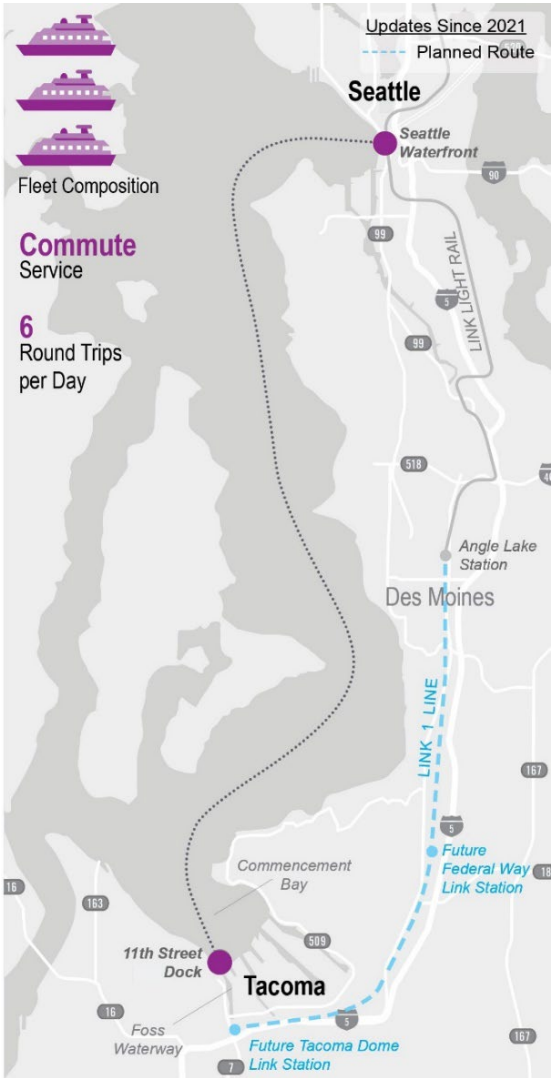 Updates Since 2021
Planned Route
Seattle
Seattle
Waterfront
Fleet Composition
90
Commute
Service
99
LINK LIGHT RAIL
5
6
Round Trips
per Day
99
518
Angle Lake
Station
Des Moines
LINK 1 LINE
167
5
Future
Federal Way
Link Station
Commencement
Bay
16
163
18
509
11th Street
Dock
Tacoma
16
Foss
Waterway
5
Future Tacoma Dome
Link Station
7
167